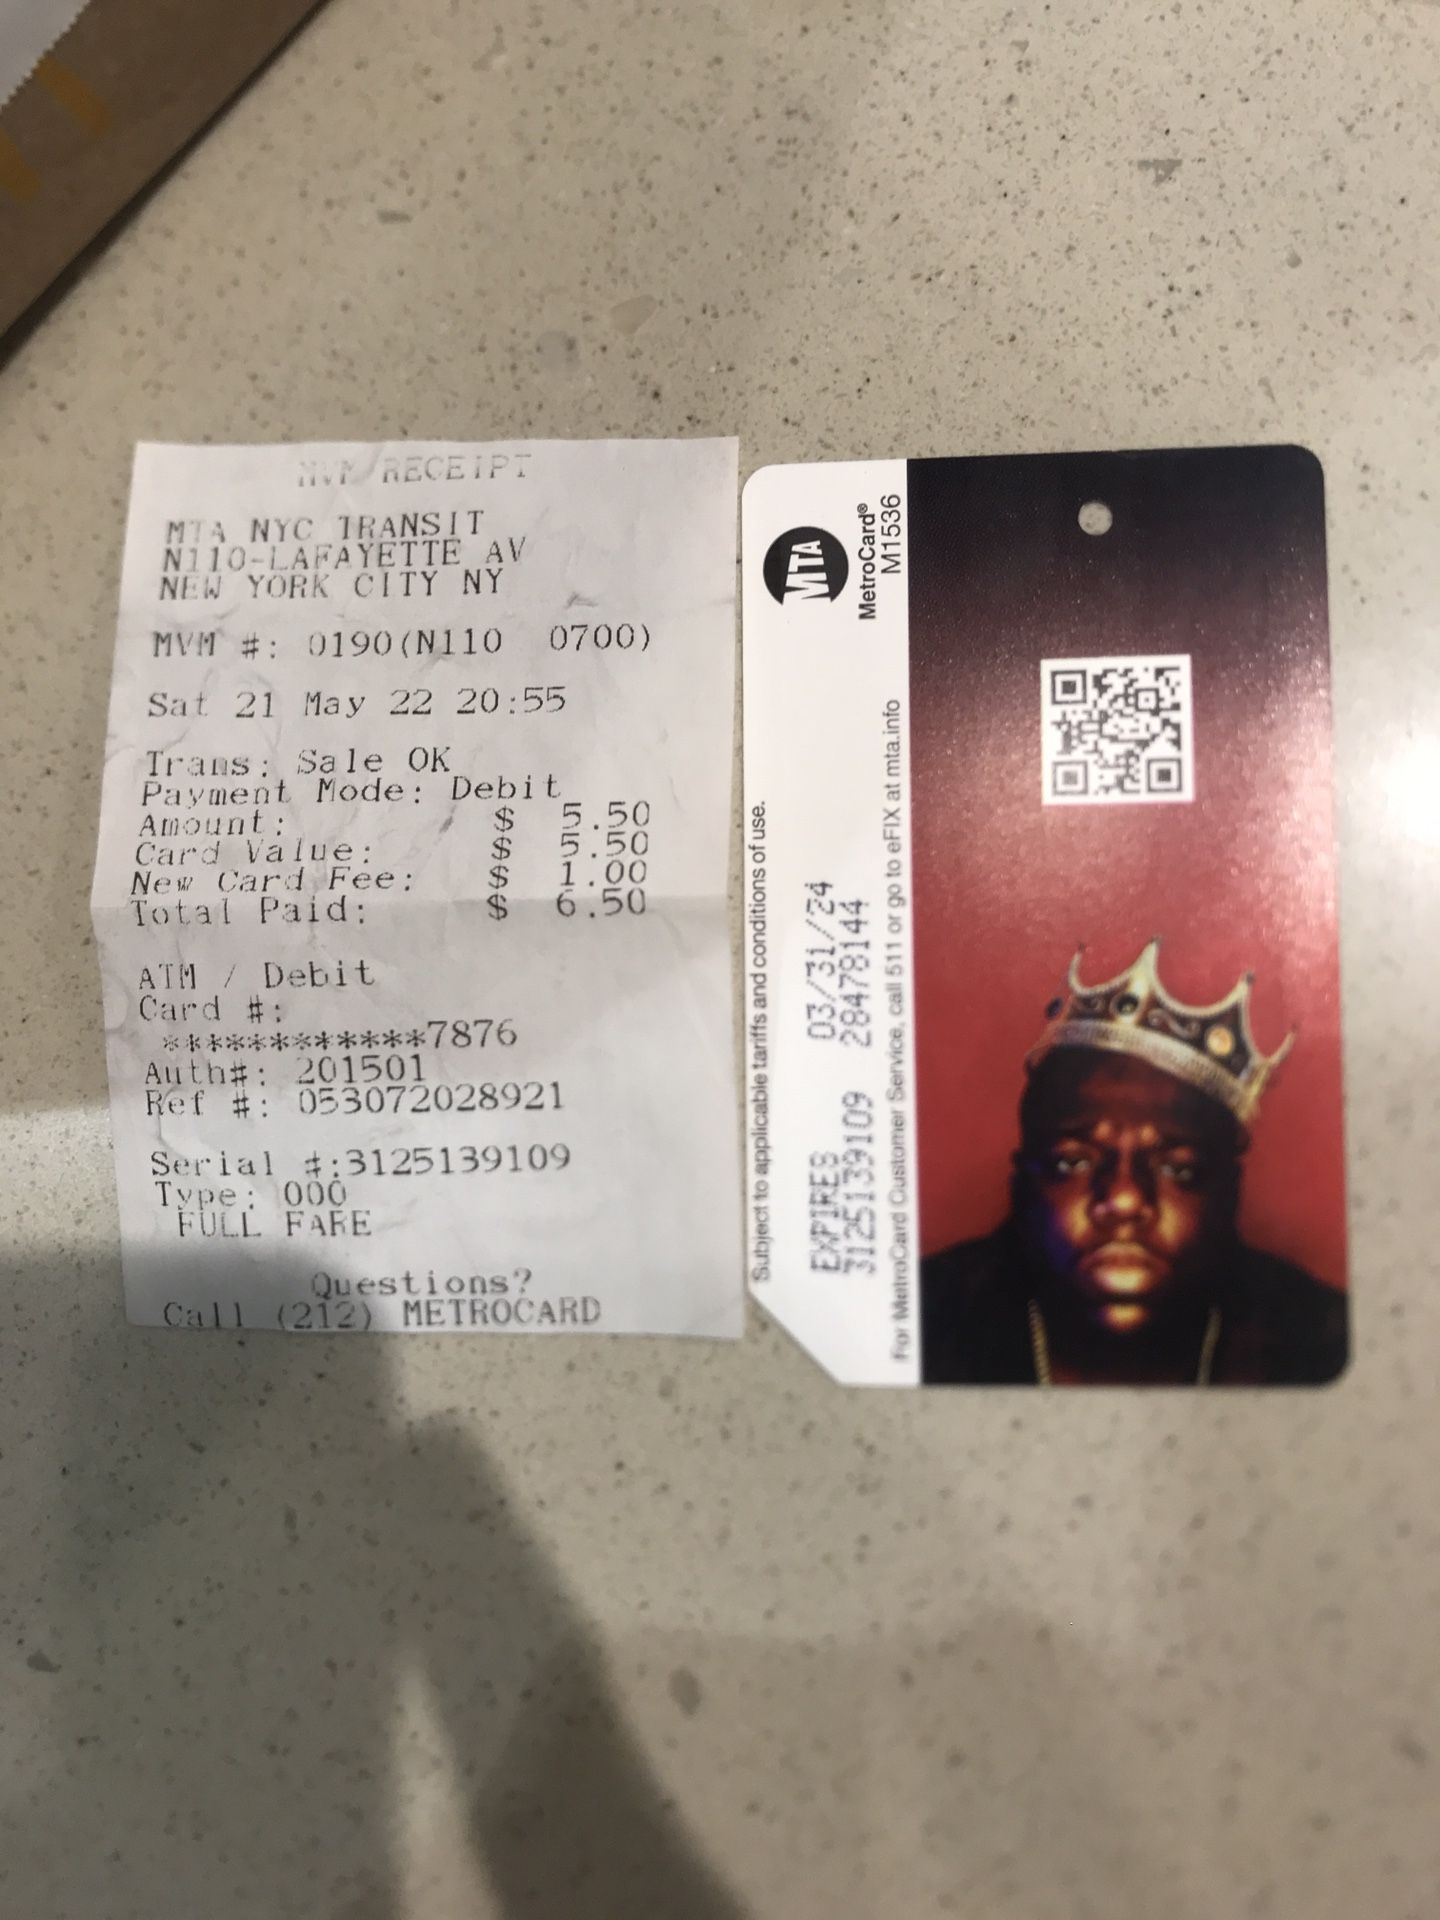 MVM RECEIPT
MTA NYC TRANSIT
N110-LAFAYETTE AV
NEW YORK CITY NY
MVM #: 0190(N110 0700)
Sat 21 May 22 20:55
Trans: Sale OK
Payment Mode: Debit
Amount: $ 5.50
Card Value: $ 5.50
New Card Fee: $ 1.00
Total Paid: $ 6.50
ATM / Debit
Card #:
************7876
Auth#: 201501
Ref #: 053072028921
Serial #:3125139109
Type: 000
FULL FARE
Questions?
Call (212) METROCARD
Subject to applicable tariffs and conditions of use.
MTA
EXPIRES 03/31/24
3125139109 284778144
MetroCard®
M1536
For MetroCard Customer Service, call 511 or go to eFIX at mta.info